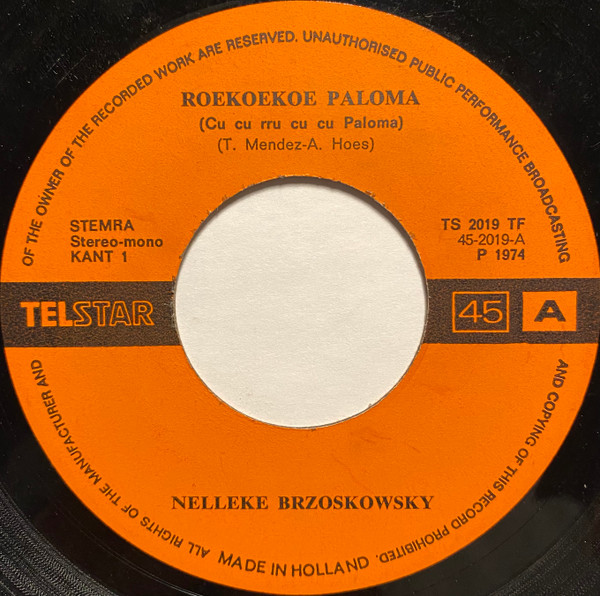 OF THE OWNER OF THE RECORDED WORK ARE RESERVED. UNAUTHORISED PUBLIC PERFORMANCE BROADCASTING
ROEKOEKOE PALOMA
(Cu cu rru cu cu Paloma)
(T. Mendez-A. Hoes)
STEMRA
Stereo-mono
KANT 1
TS 2019 TF
45-2019-A
P 1974
TELSTAR
45
A
NELLEKE BRZOSKOWSKY
AND COPYING OF THIS RECORD PROHIBITED.
ALL RIGHTS OF THE MANUFACTURER AND
MADE IN HOLLAND